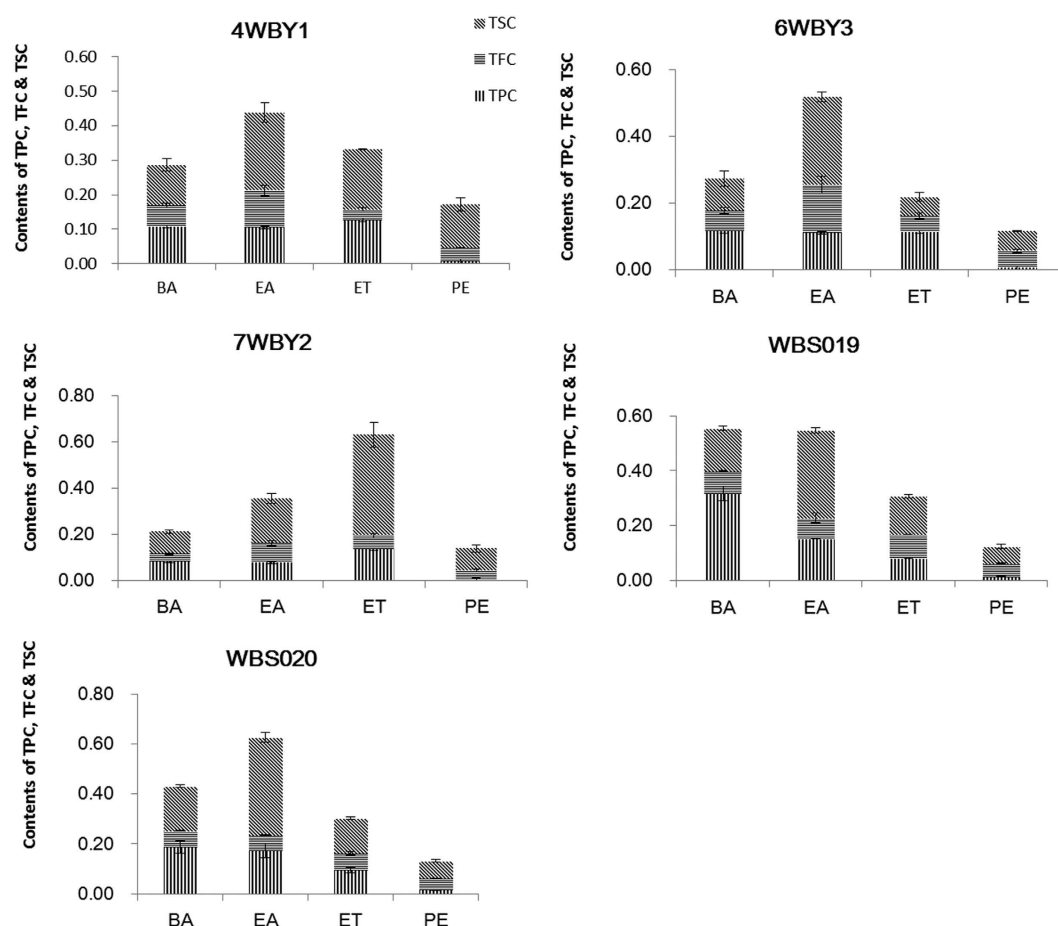 4WBY1
TSC
TFC
TPC
Contents of TPC, TFC & TSC
0.60
0.50
0.40
0.30
0.20
0.10
0.00
BA EA ET PE
6WBY3
Contents of TPC, TFC & TSC
0.60
0.40
0.20
0.00
BA EA ET PE
7WBY2
Contents of TPC, TFC & TSC
0.80
0.60
0.40
0.20
0.00
BA EA ET PE
WBS019
Contents of TPC, TFC & TSC
0.60
0.40
0.20
0.00
BA EA ET PE
WBS020
Contents of TPC, TFC & TSC
0.80
0.60
0.40
0.20
0.00
BA EA ET PE